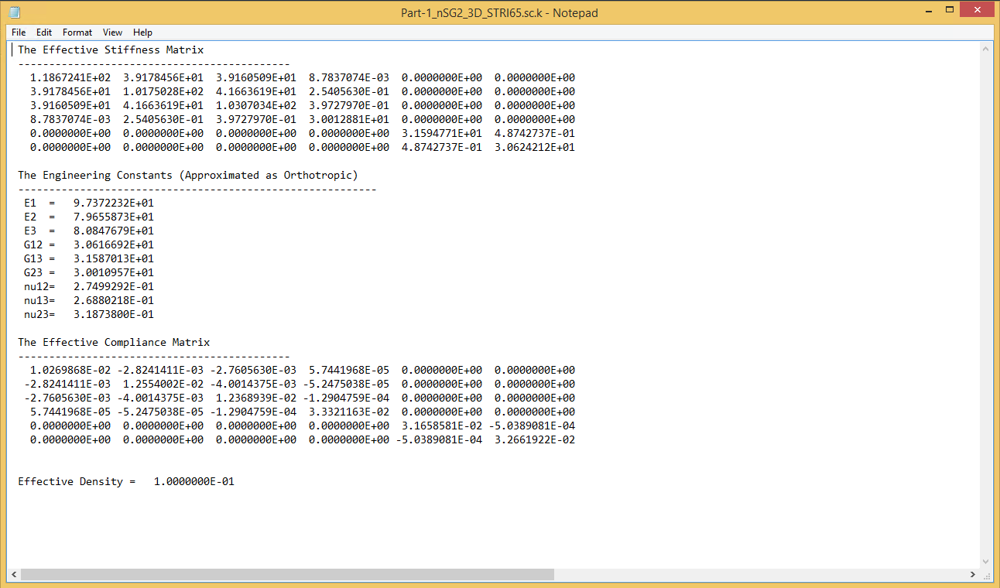 Part-1_nSG2_3D_STRI65.sc.k - Notepad
File Edit Format View Help
The Effective Stiffness Matrix
--------------------------------------------
1.1867241E+02 3.9178456E+01 3.9160509E+01 8.7837074E-03 0.0000000E+00 0.0000000E+00
3.9178456E+01 1.0175028E+02 4.1663619E+01 2.5405630E-01 0.0000000E+00 0.0000000E+00
3.9160509E+01 4.1663619E+01 1.0307034E+02 3.9727970E-01 0.0000000E+00 0.0000000E+00
8.7837074E-03 2.5405630E-01 3.9727970E-01 3.0012881E+01 0.0000000E+00 0.0000000E+00
0.0000000E+00 0.0000000E+00 0.0000000E+00 0.0000000E+00 3.1594771E+01 4.8742737E-01
0.0000000E+00 0.0000000E+00 0.0000000E+00 0.0000000E+00 4.8742737E-01 3.0624212E+01
The Engineering Constants (Approximated as Orthotropic)
----------------------------------------------------------
E1 = 9.7372232E+01
E2 = 7.9655873E+01
E3 = 8.0847679E+01
G12 = 3.0616692E+01
G13 = 3.1587013E+01
G23 = 3.0010957E+01
nu12= 2.7499292E-01
nu13= 2.6880218E-01
nu23= 3.1873800E-01
The Effective Compliance Matrix
--------------------------------------------
1.0269868E-02 -2.8241411E-03 -2.7605630E-03 5.7441968E-05 0.0000000E+00 0.0000000E+00
-2.8241411E-03 1.2554002E-02 -4.0014375E-03 -5.2475038E-05 0.0000000E+00 0.0000000E+00
-2.7605630E-03 -4.0014375E-03 1.2368939E-02 -1.2904759E-04 0.0000000E+00 0.0000000E+00
5.7441968E-05 -5.2475038E-05 -1.2904759E-04 3.3321163E-02 0.0000000E+00 0.0000000E+00
0.0000000E+00 0.0000000E+00 0.0000000E+00 0.0000000E+00 3.1658581E-02 -5.0389081E-04
0.0000000E+00 0.0000000E+00 0.0000000E+00 0.0000000E+00 -5.0389081E-04 3.2661922E-02
Effective Density = 1.0000000E-01